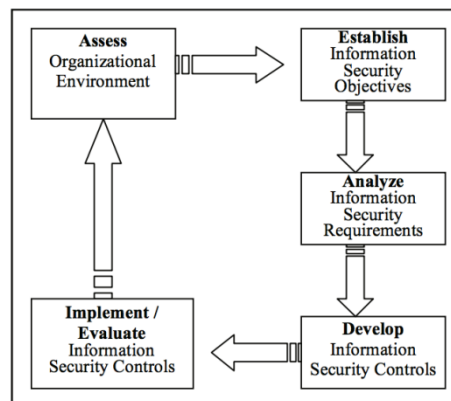 Assess
Organizational
Environment
Establish
Information
Security
Objectives
Analyze
Information
Security
Requirements
Develop
Information
Security Controls
Implement /
Evaluate
Information
Security Controls